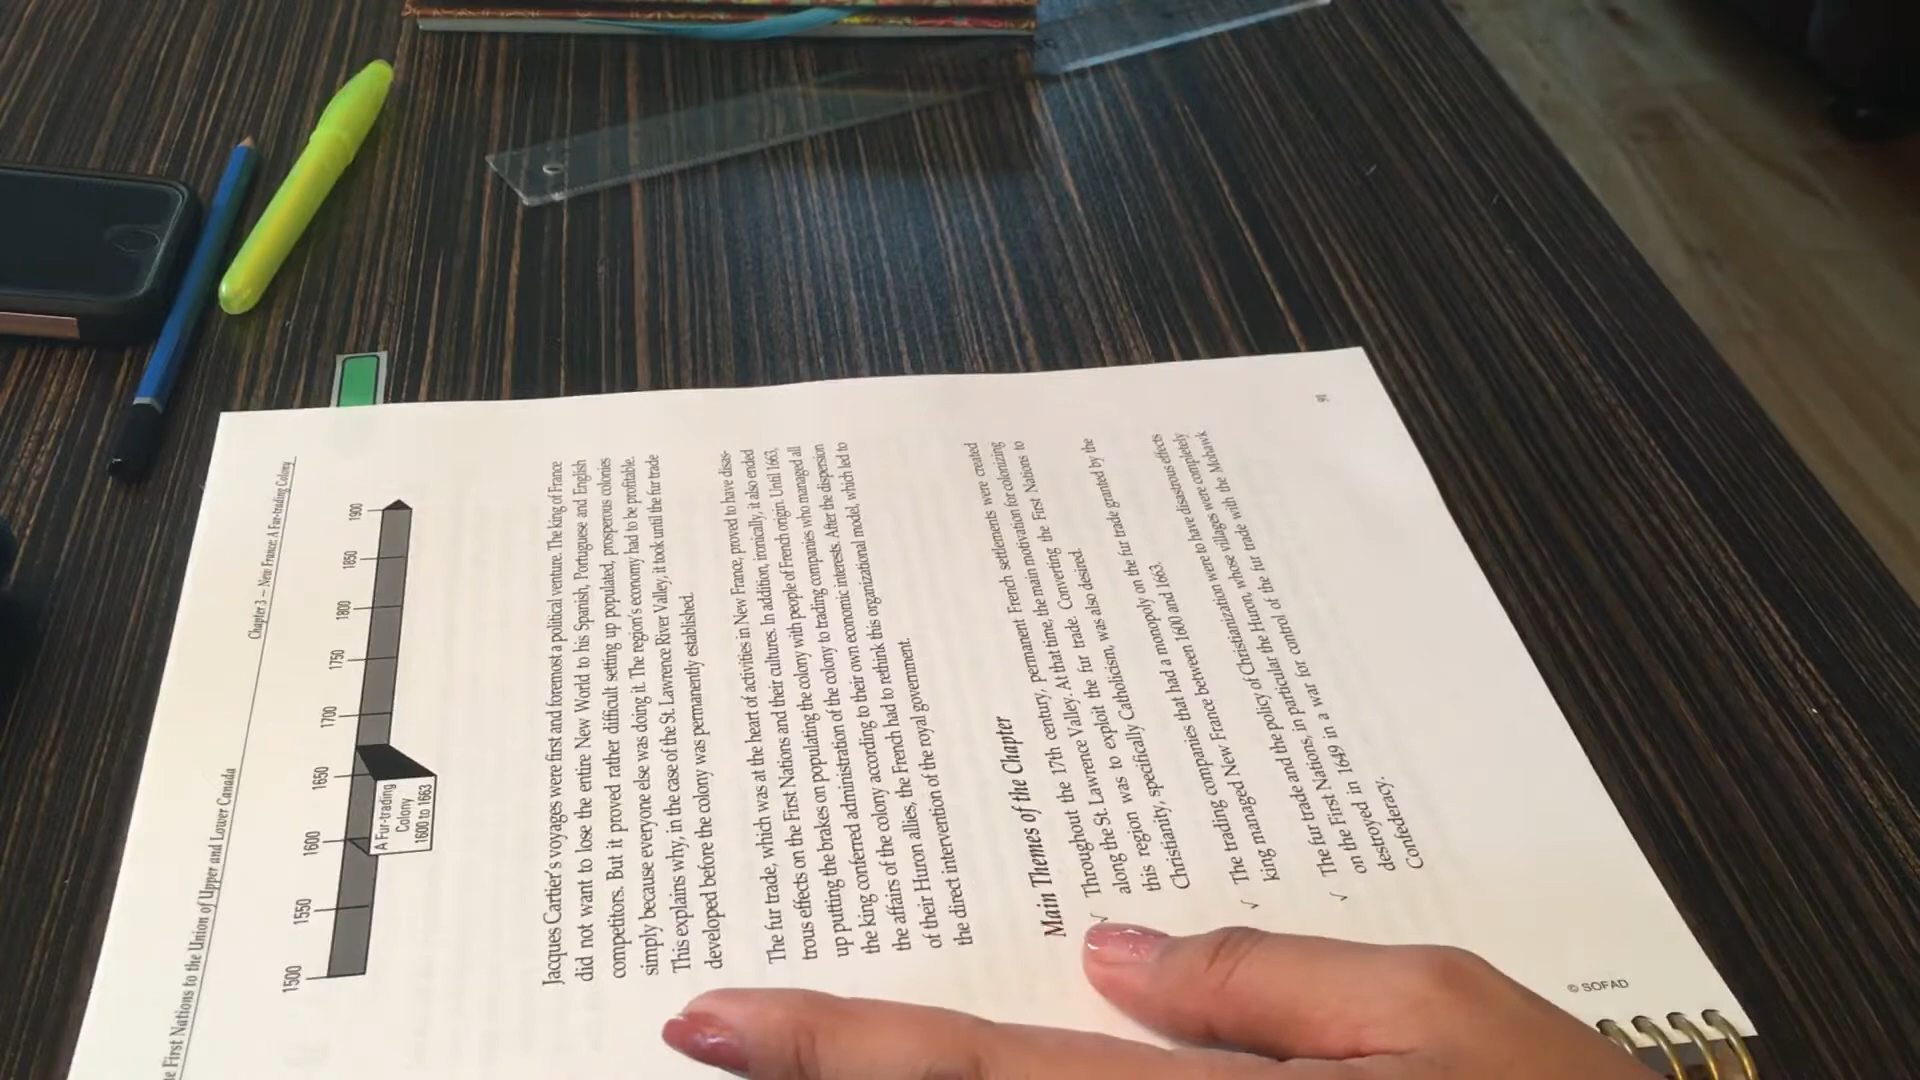 e First Nations to the Union of Upper and Lower Canada
Chapter 3 – New France: A Fur-trading Colony
1500 1550 1600 1650 1700 1750 1800 1850 1900
A Fur-trading
Colony
1600 to 1663
Jacques Cartier's voyages were first and foremost a political venture. The king of France
did not want to lose the entire New World to his Spanish, Portuguese and English
competitors. But it proved rather difficult setting up populated, prosperous colonies
simply because everyone else was doing it. The region's economy had to be profitable.
This explains why, in the case of the St. Lawrence River Valley, it took until the fur trade
developed before the colony was permanently established.
The fur trade, which was at the heart of activities in New France, proved to have disas-
trous effects on the First Nations and their cultures. In addition, ironically, it also ended
up putting the brakes on populating the colony with people of French origin. Until 1663,
the king conferred administration of the colony to trading companies who managed all
the affairs of the colony according to their own economic interests. After the dispersion
of their Huron allies, the French had to rethink this organizational model, which led to
the direct intervention of the royal government.
Main Themes of the Chapter
✓ Throughout the 17th century, permanent French settlements were created
along the St. Lawrence Valley. At that time, the main motivation for colonizing
this region was to exploit the fur trade. Converting the First Nations to
Christianity, specifically Catholicism, was also desired.
✓ The trading companies that had a monopoly on the fur trade granted by the
king managed New France between 1600 and 1663.
✓ The fur trade and the policy of Christianization were to have disastrous effects
on the First Nations, in particular the Huron, whose villages were completely
destroyed in 1649 in a war for control of the fur trade with the Mohawk
Confederacy.
© SOFAD
91